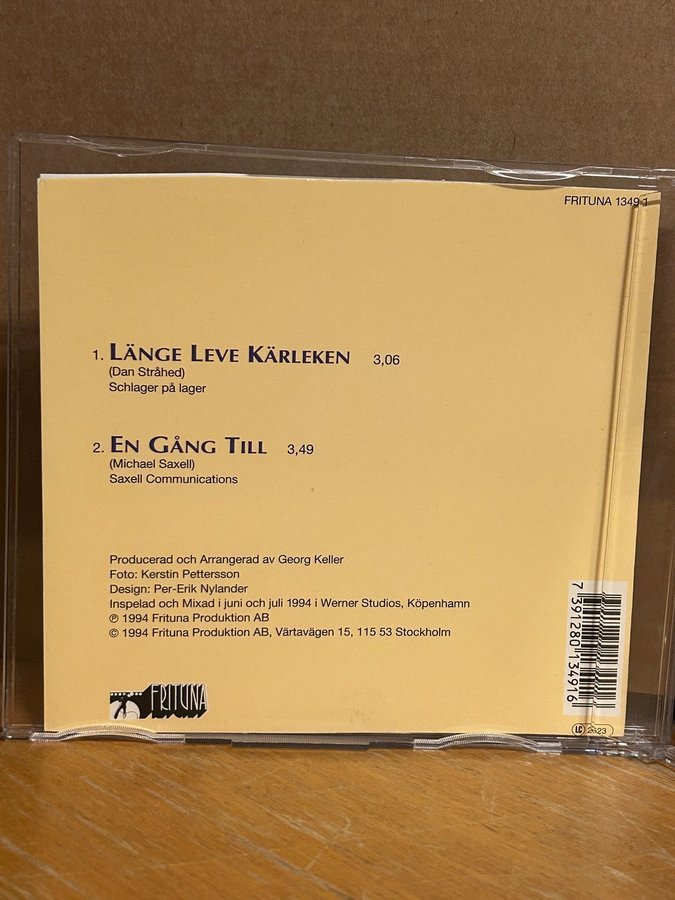 FRITUNA 1349 1
1. LÄNGE LEVE KÄRLEKEN 3,06
(Dan Stråhed)
Schlager på lager
2. EN GÅNG TILL 3,49
(Michael Saxell)
Saxell Communications
Producerad och Arrangerad av Georg Keller
Foto: Kerstin Pettersson
Design: Per-Erik Nylander
Inspelad och Mixad i juni och juli 1994 i Werner Studios, Köpenhamn
℗ 1994 Frituna Produktion AB
© 1994 Frituna Produktion AB, Värtavägen 15, 115 53 Stockholm
FRITUNA
7 391280 134916
LC